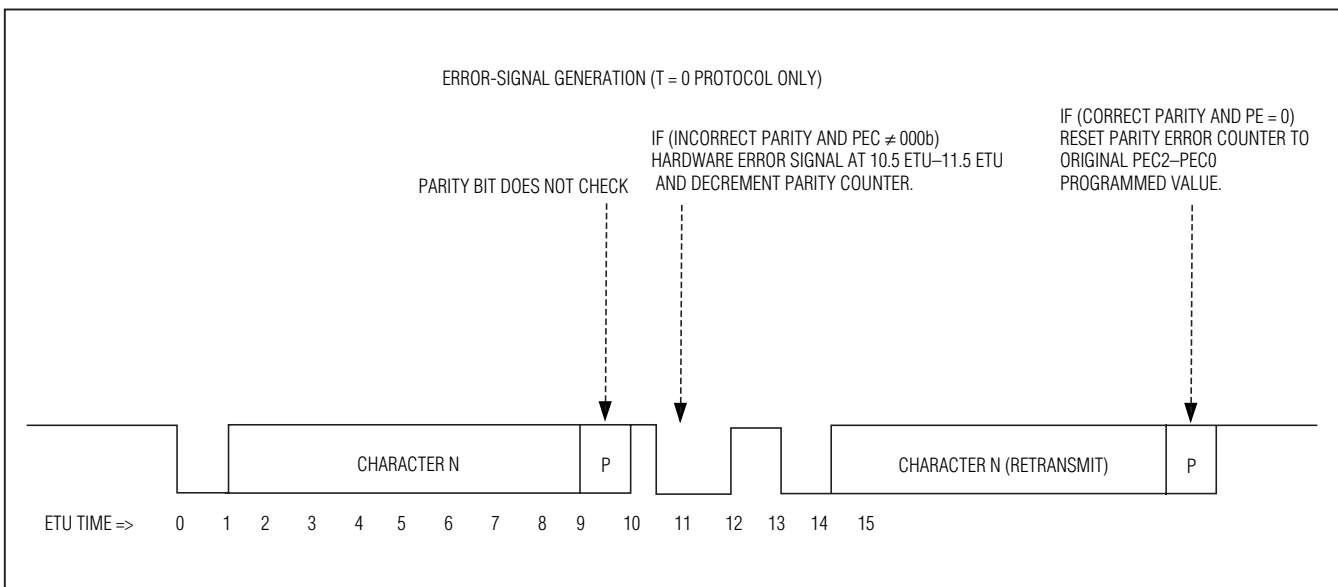 ERROR-SIGNAL GENERATION (T = 0 PROTOCOL ONLY)
PARITY BIT DOES NOT CHECK
IF (INCORRECT PARITY AND PEC ≠ 000b)
HARDWARE ERROR SIGNAL AT 10.5 ETU–11.5 ETU
AND DECREMENT PARITY COUNTER.
IF (CORRECT PARITY AND PE = 0)
RESET PARITY ERROR COUNTER TO
ORIGINAL PEC2–PEC0
PROGRAMMED VALUE.
CHARACTER N P CHARACTER N (RETRANSMIT) P
ETU TIME => 0 1 2 3 4 5 6 7 8 9 10 11 12 13 14 15